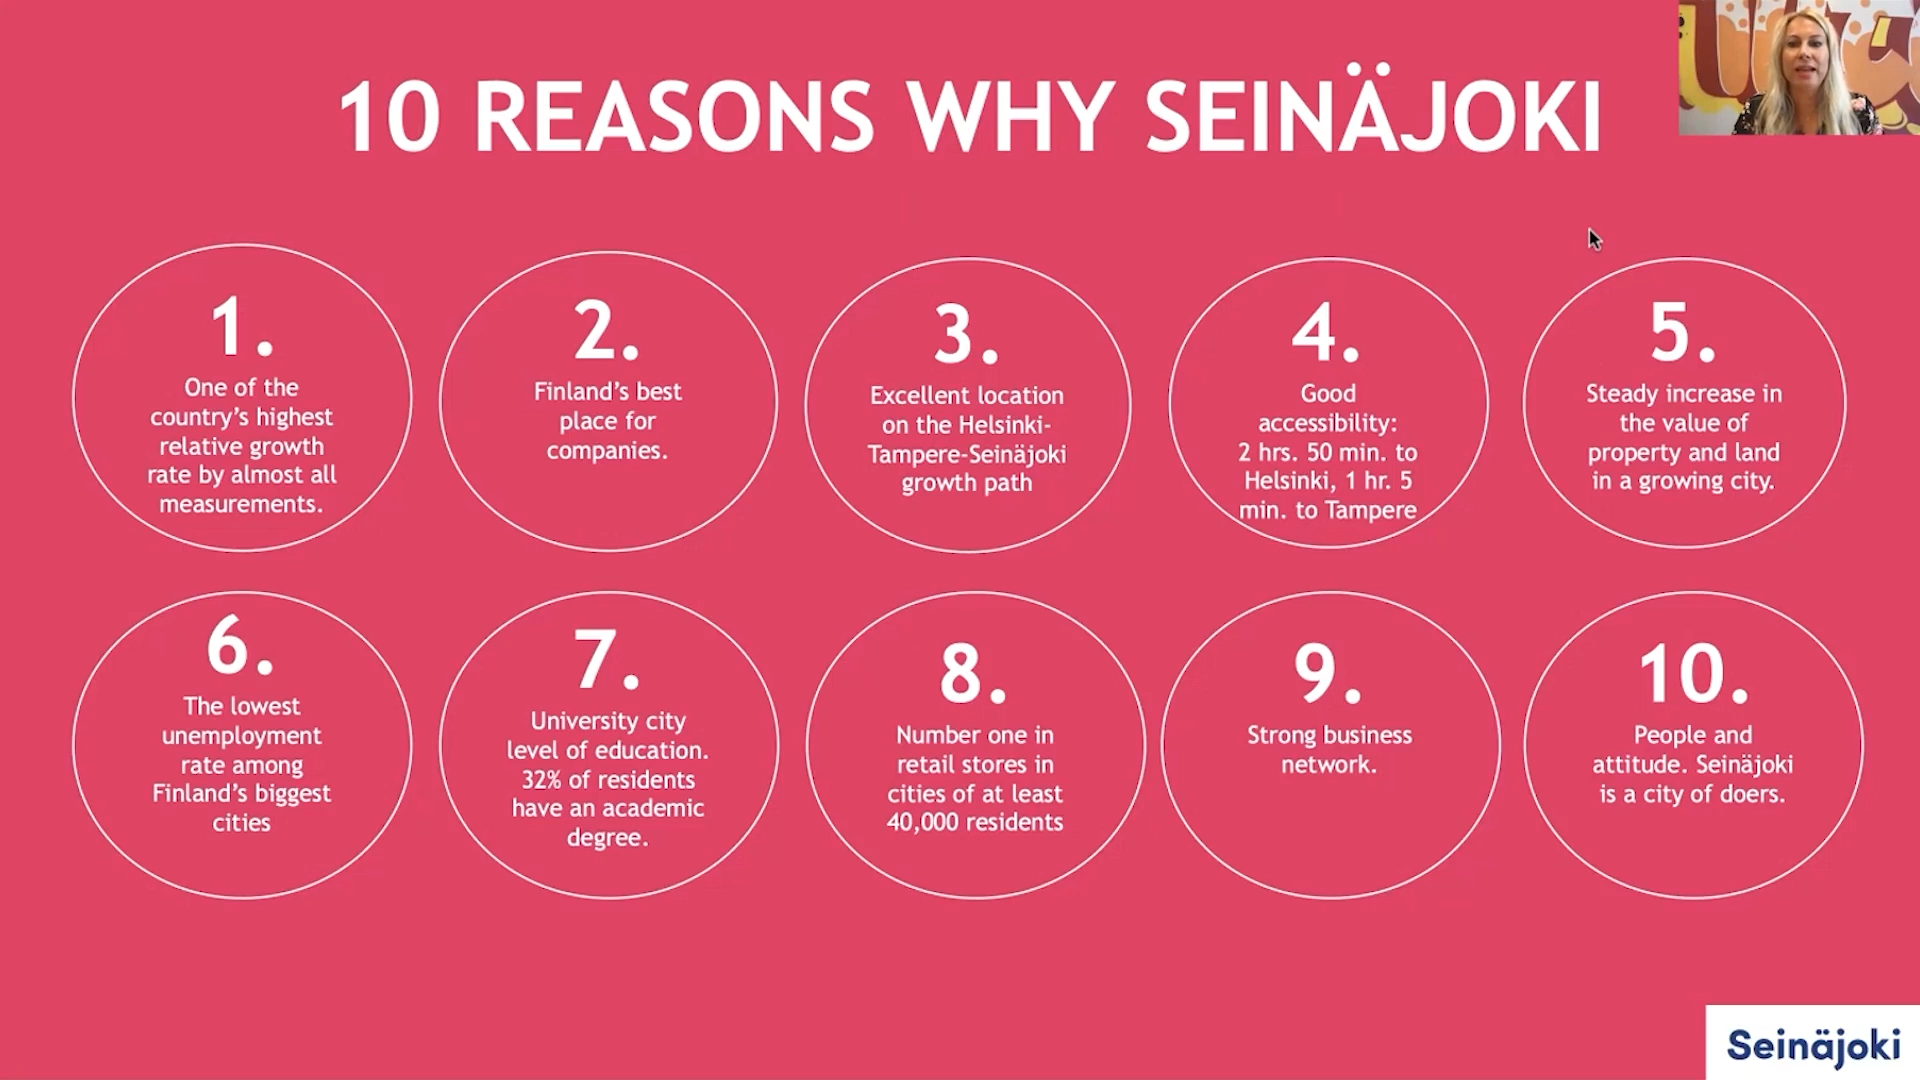 10 REASONS WHY SEINÄJOKI
1.
One of the
country's highest
relative growth
rate by almost all
measurements.
2.
Finland's best
place for
companies.
3.
Excellent location
on the Helsinki-
Tampere-Seinäjoki
growth path
4.
Good
accessibility:
2 hrs. 50 min. to
Helsinki, 1 hr. 5
min. to Tampere
5.
Steady increase in
the value of
property and land
in a growing city.
6.
The lowest
unemployment
rate among
Finland's biggest
cities
7.
University city
level of education.
32% of residents
have an academic
degree.
8.
Number one in
retail stores in
cities of at least
40,000 residents
9.
Strong business
network.
10.
People and
attitude. Seinäjoki
is a city of doers.
Seinäjoki